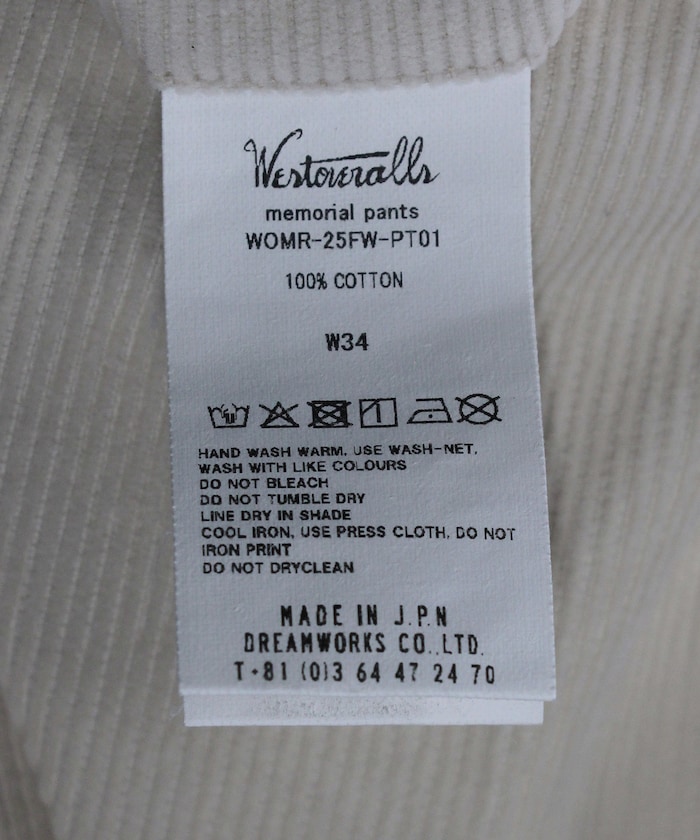 Westoveralls
memorial pants
WOMR-25FW-PT01
100% COTTON
W34
HAND WASH WARM, USE WASH-NET,
WASH WITH LIKE COLOURS
DO NOT BLEACH
DO NOT TUMBLE DRY
LINE DRY IN SHADE
COOL IRON, USE PRESS CLOTH, DO NOT
IRON PRINT
DO NOT DRYCLEAN
MADE IN J.P.N
DREAMWORKS CO.,LTD.
T+81 (0)3 64 47 24 70